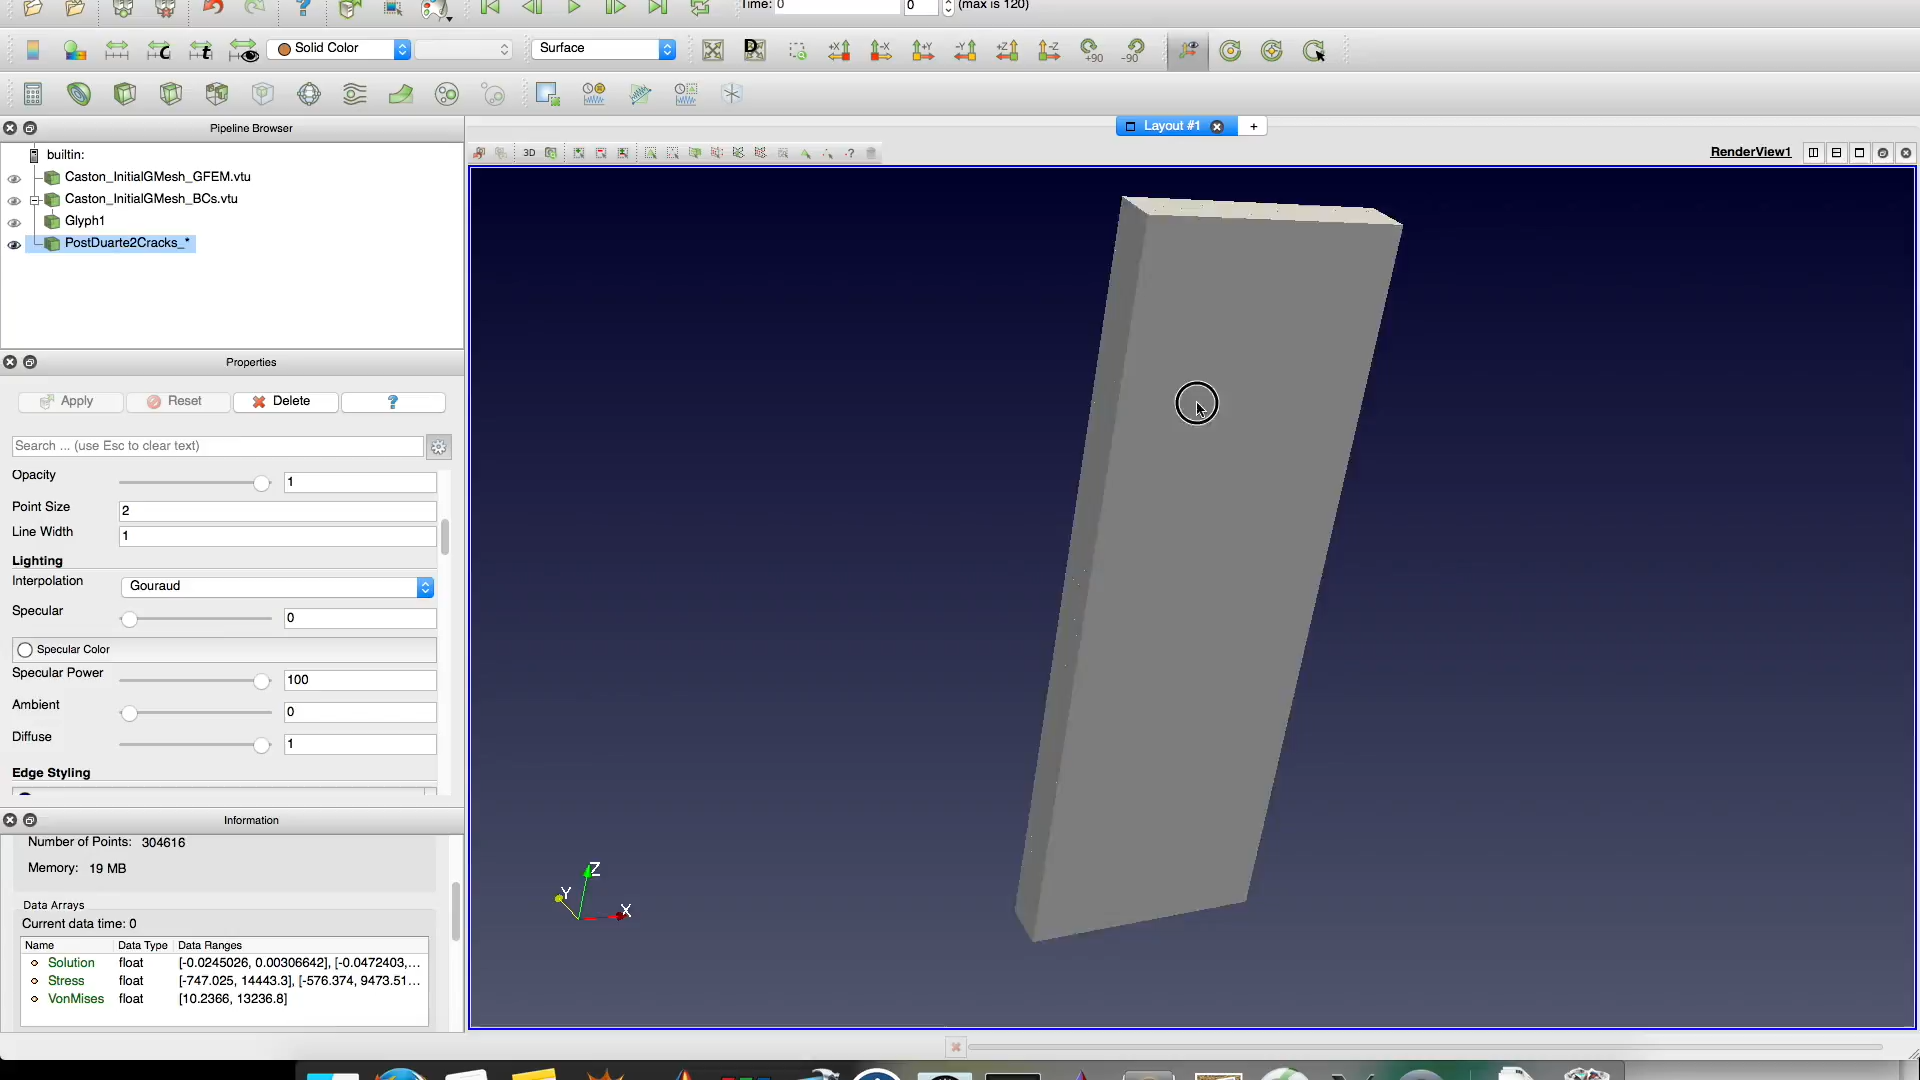 Time: 0 0 (max is 120)
Solid Color Surface D +X -X +Y -Y +Z -Z +90 -90
Pipeline Browser
Layout #1 +
builtin:
3D
RenderView1
Caston_InitialGMesh_GFEM.vtu
Caston_InitialGMesh_BCs.vtu
Glyph1
PostDuarte2Cracks_*
Properties
Apply Reset Delete ?
Search ... (use Esc to clear text)
Opacity 1
Point Size 2
Line Width 1
Lighting
Interpolation Gouraud
Specular 0
Specular Color
Specular Power 100
Ambient 0
Diffuse 1
Edge Styling
Information
Number of Points: 304616
Memory: 19 MB
Data Arrays
Current data time: 0
Name Data Type Data Ranges
Solution float [-0.0245026, 0.00306642], [-0.0472403,...
Stress float [-747.025, 14443.3], [-576.374, 9473.51...
VonMises float [10.2366, 13236.8]
Z
Y
X